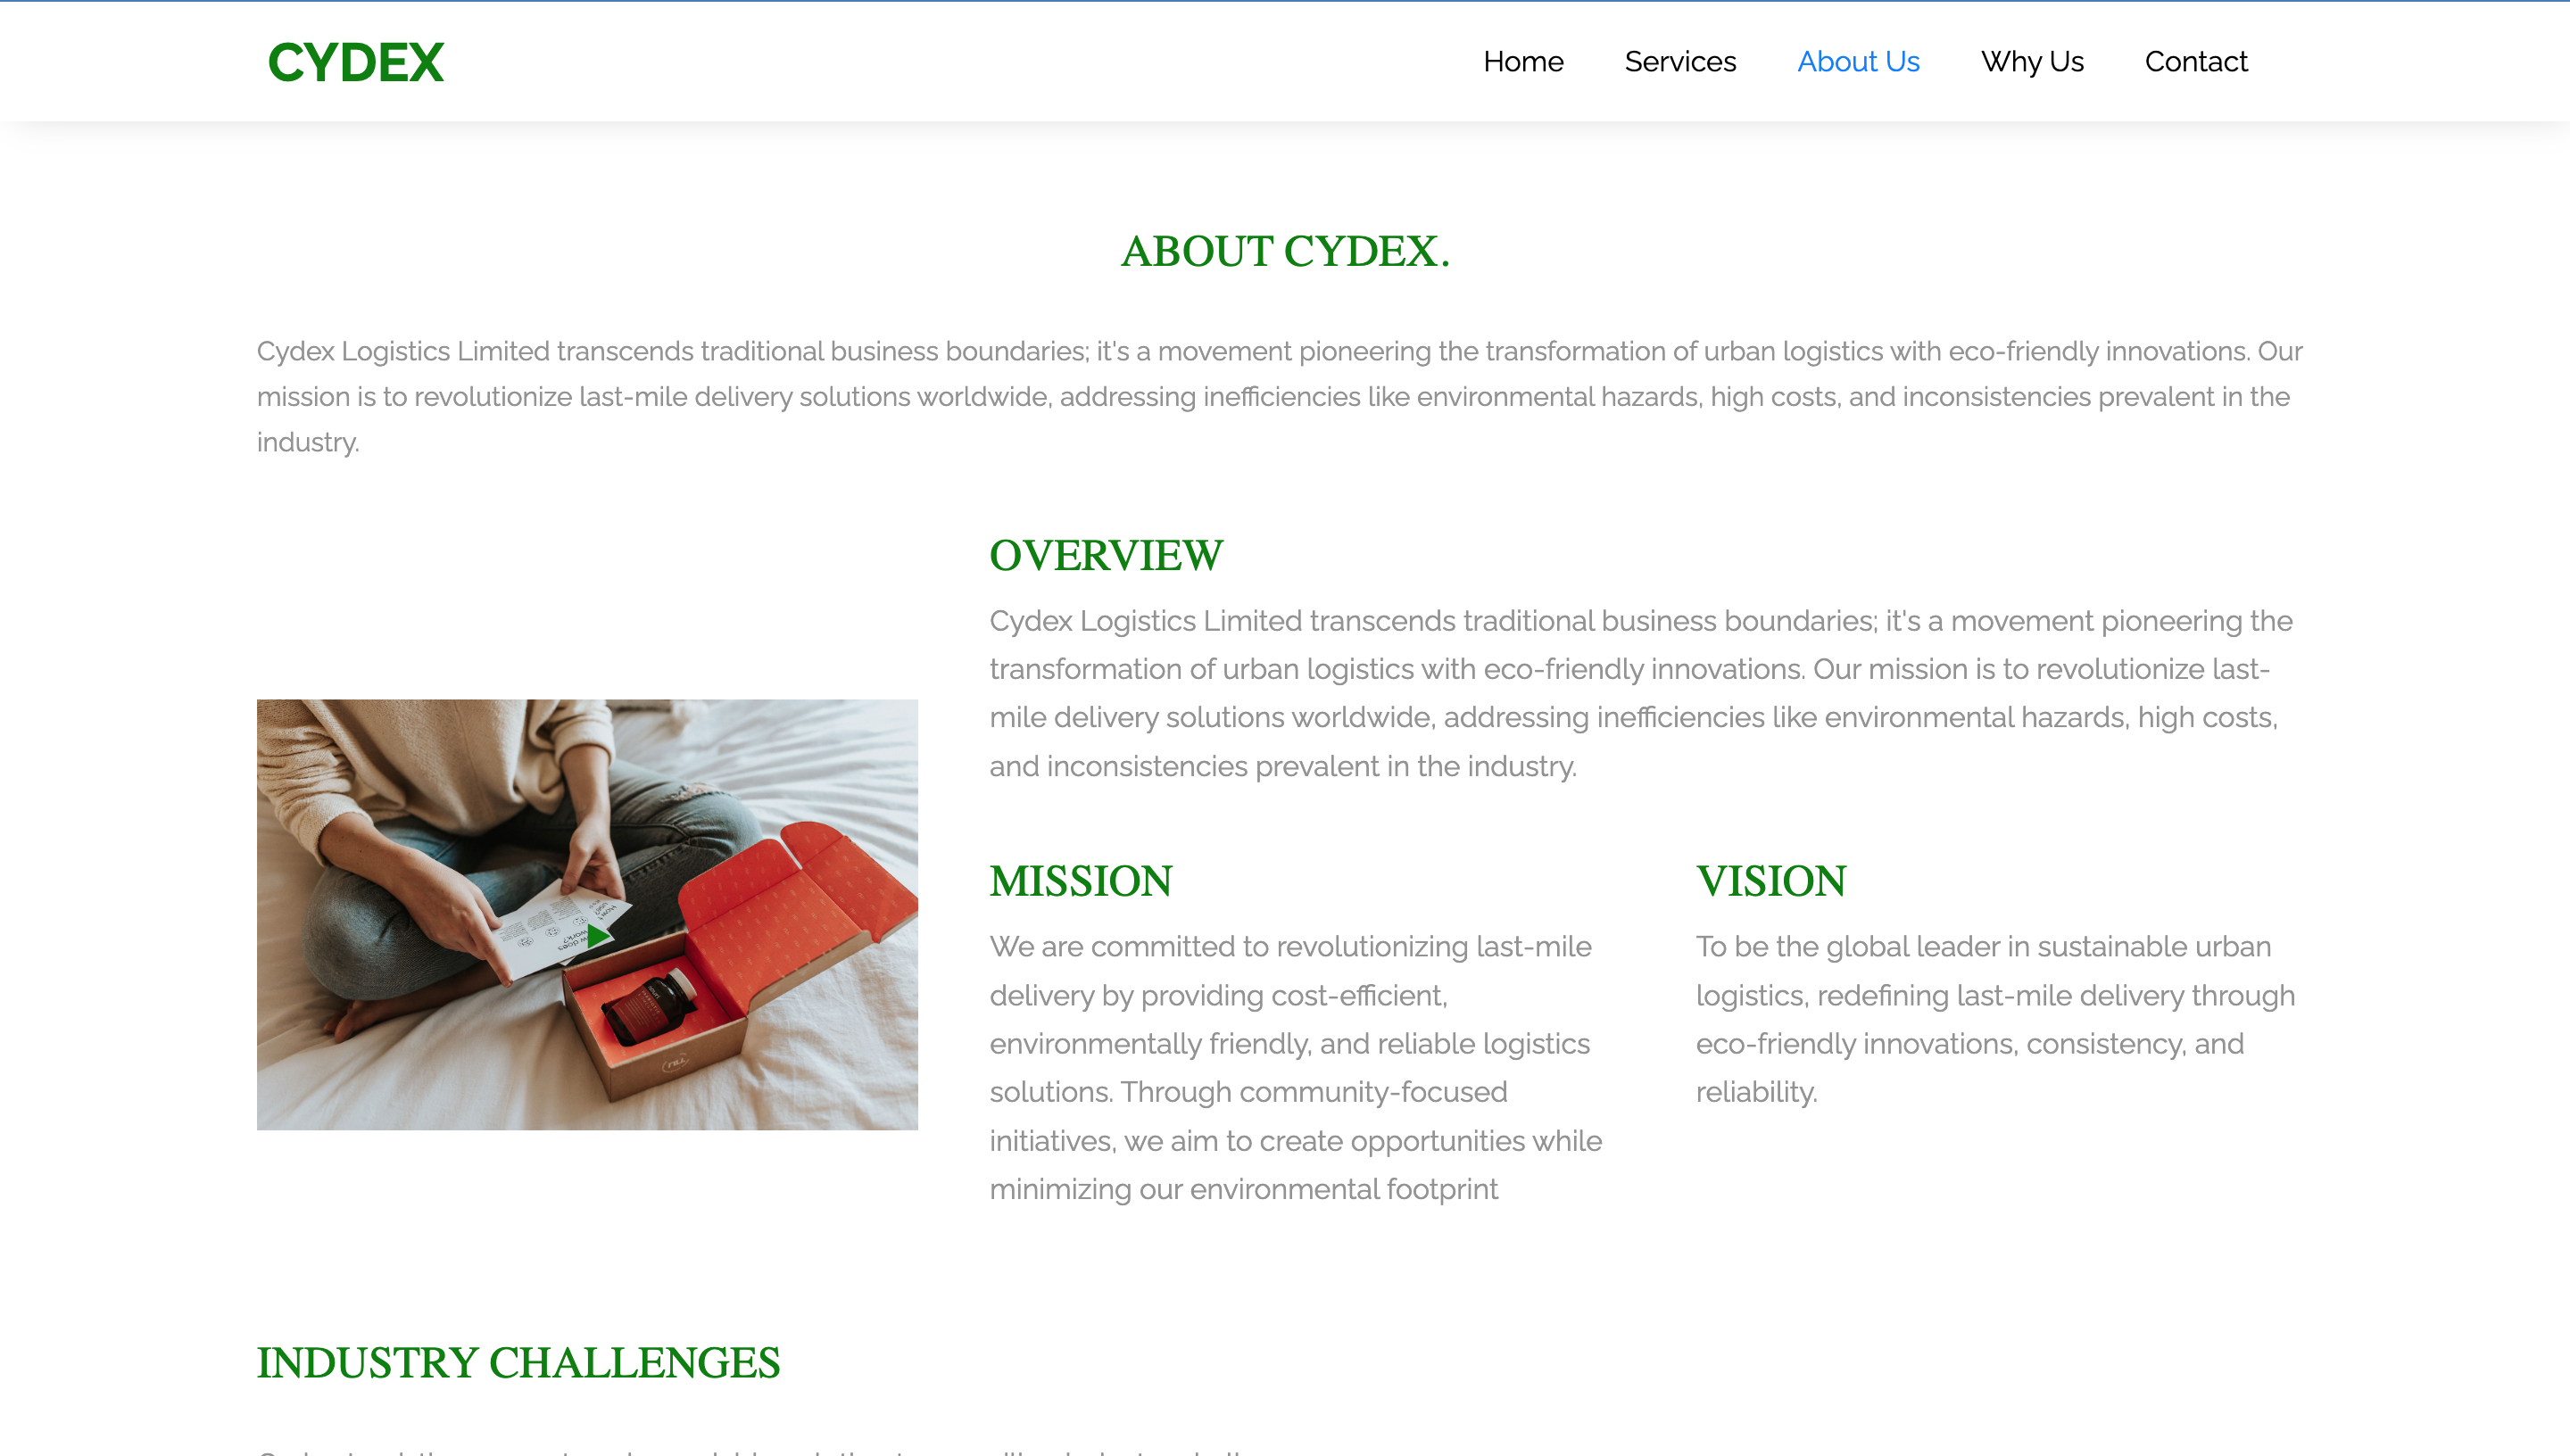 CYDEX
Home Services About Us Why Us Contact
ABOUT CYDEX.
Cydex Logistics Limited transcends traditional business boundaries; it's a movement pioneering the transformation of urban logistics with eco-friendly innovations. Our
mission is to revolutionize last-mile delivery solutions worldwide, addressing inefficiencies like environmental hazards, high costs, and inconsistencies prevalent in the
industry.
OVERVIEW
Cydex Logistics Limited transcends traditional business boundaries; it's a movement pioneering the
transformation of urban logistics with eco-friendly innovations. Our mission is to revolutionize last-
mile delivery solutions worldwide, addressing inefficiencies like environmental hazards, high costs,
and inconsistencies prevalent in the industry.
MISSION
We are committed to revolutionizing last-mile
delivery by providing cost-efficient,
environmentally friendly, and reliable logistics
solutions. Through community-focused
initiatives, we aim to create opportunities while
minimizing our environmental footprint
VISION
To be the global leader in sustainable urban
logistics, redefining last-mile delivery through
eco-friendly innovations, consistency, and
reliability.
INDUSTRY CHALLENGES